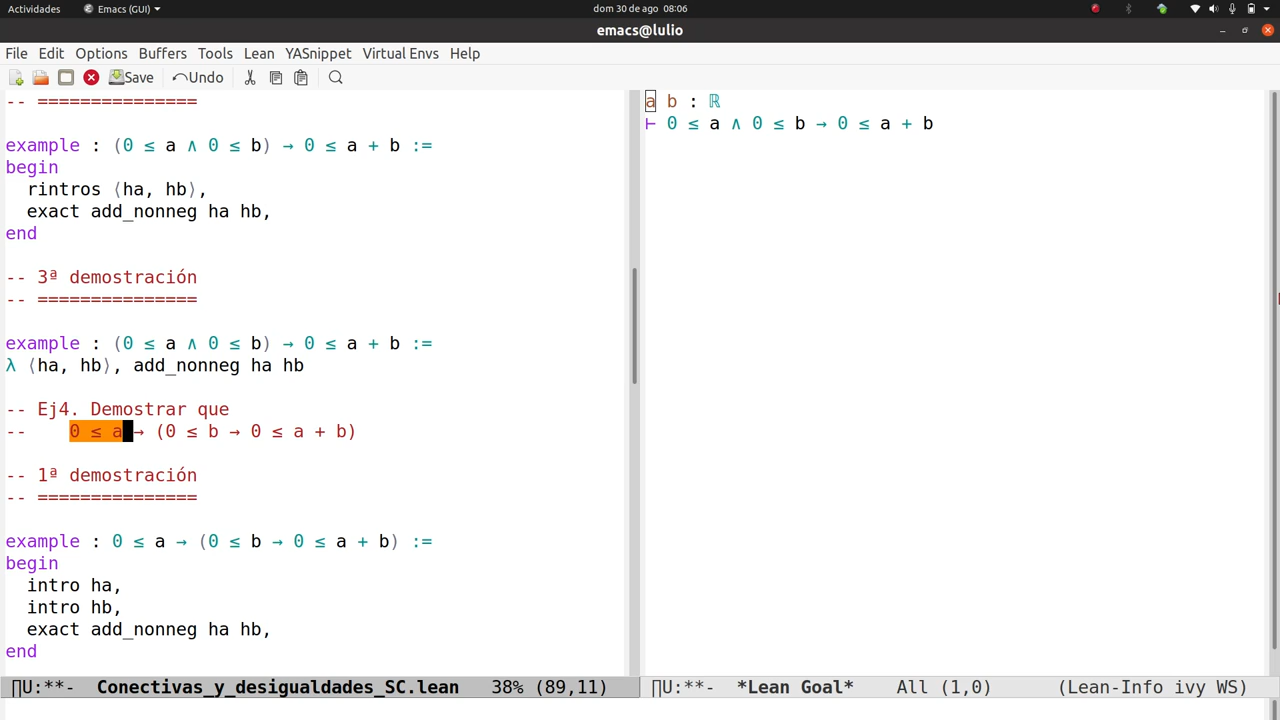 Actividades Emacs (GUI) dom 30 de ago 08:06
emacs@lulio
File Edit Options Buffers Tools Lean YASnippet Virtual Envs Help
Save Undo
-- ===============
example : (0 ≤ a ∧ 0 ≤ b) → 0 ≤ a + b :=
begin
  rintros ⟨ha, hb⟩,
  exact add_nonneg ha hb,
end
-- 3ª demostración
-- ===============
example : (0 ≤ a ∧ 0 ≤ b) → 0 ≤ a + b :=
λ ⟨ha, hb⟩, add_nonneg ha hb
-- Ej4. Demostrar que
--    0 ≤ a → (0 ≤ b → 0 ≤ a + b)
-- 1ª demostración
-- ===============
example : 0 ≤ a → (0 ≤ b → 0 ≤ a + b) :=
begin
  intro ha,
  intro hb,
  exact add_nonneg ha hb,
end
∏U:**-  Conectivas_y_desigualdades_SC.lean   38% (89,11)
a b : ℝ
⊢ 0 ≤ a ∧ 0 ≤ b → 0 ≤ a + b
∏U:**-  *Lean Goal*    All (1,0)      (Lean-Info ivy WS)